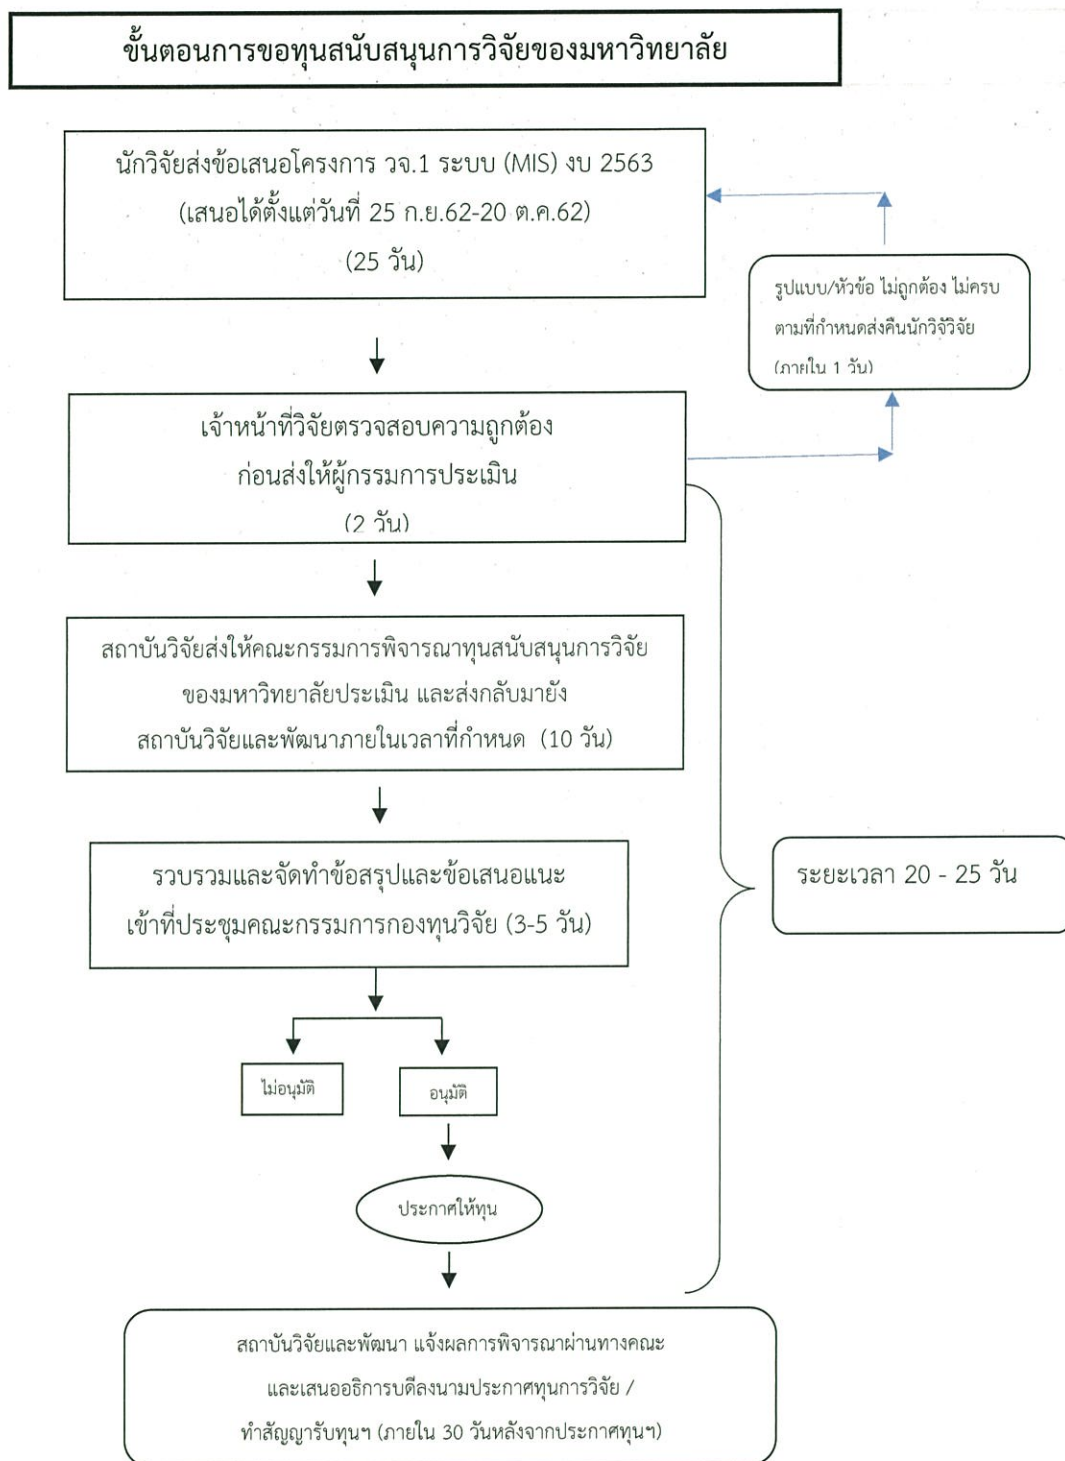 ขั้นตอนการขอทุนสนับสนุนการวิจัยของมหาวิทยาลัย
นักวิจัยส่งข้อเสนอโครงการ วจ.1 ระบบ (MIS) งบ 2563
(เสนอได้ตั้งแต่วันที่ 25 ก.ย.62-20 ต.ค.62)
(25 วัน)
รูปแบบ/หัวข้อ ไม่ถูกต้อง ไม่ครบ
ตามที่กำหนดส่งคืนนักวิจัวิจัย
(ภายใน 1 วัน)
เจ้าหน้าที่วิจัยตรวจสอบความถูกต้อง
ก่อนส่งให้ผู้กรรมการประเมิน
(2 วัน)
สถาบันวิจัยส่งให้คณะกรรมการพิจารณาทุนสนับสนุนการวิจัย
ของมหาวิทยาลัยประเมิน และส่งกลับมายัง
สถาบันวิจัยและพัฒนาภายในเวลาที่กำหนด (10 วัน)
รวบรวมและจัดทำข้อสรุปและข้อเสนอแนะ
เข้าที่ประชุมคณะกรรมการกองทุนวิจัย (3-5 วัน)
ระยะเวลา 20 - 25 วัน
ไม่อนุมัติ
อนุมัติ
ประกาศให้ทุน
สถาบันวิจัยและพัฒนา แจ้งผลการพิจารณาผ่านทางคณะ
และเสนออธิการบดีลงนามประกาศทุนการวิจัย /
ทำสัญญารับทุนฯ (ภายใน 30 วันหลังจากประกาศทุนฯ)